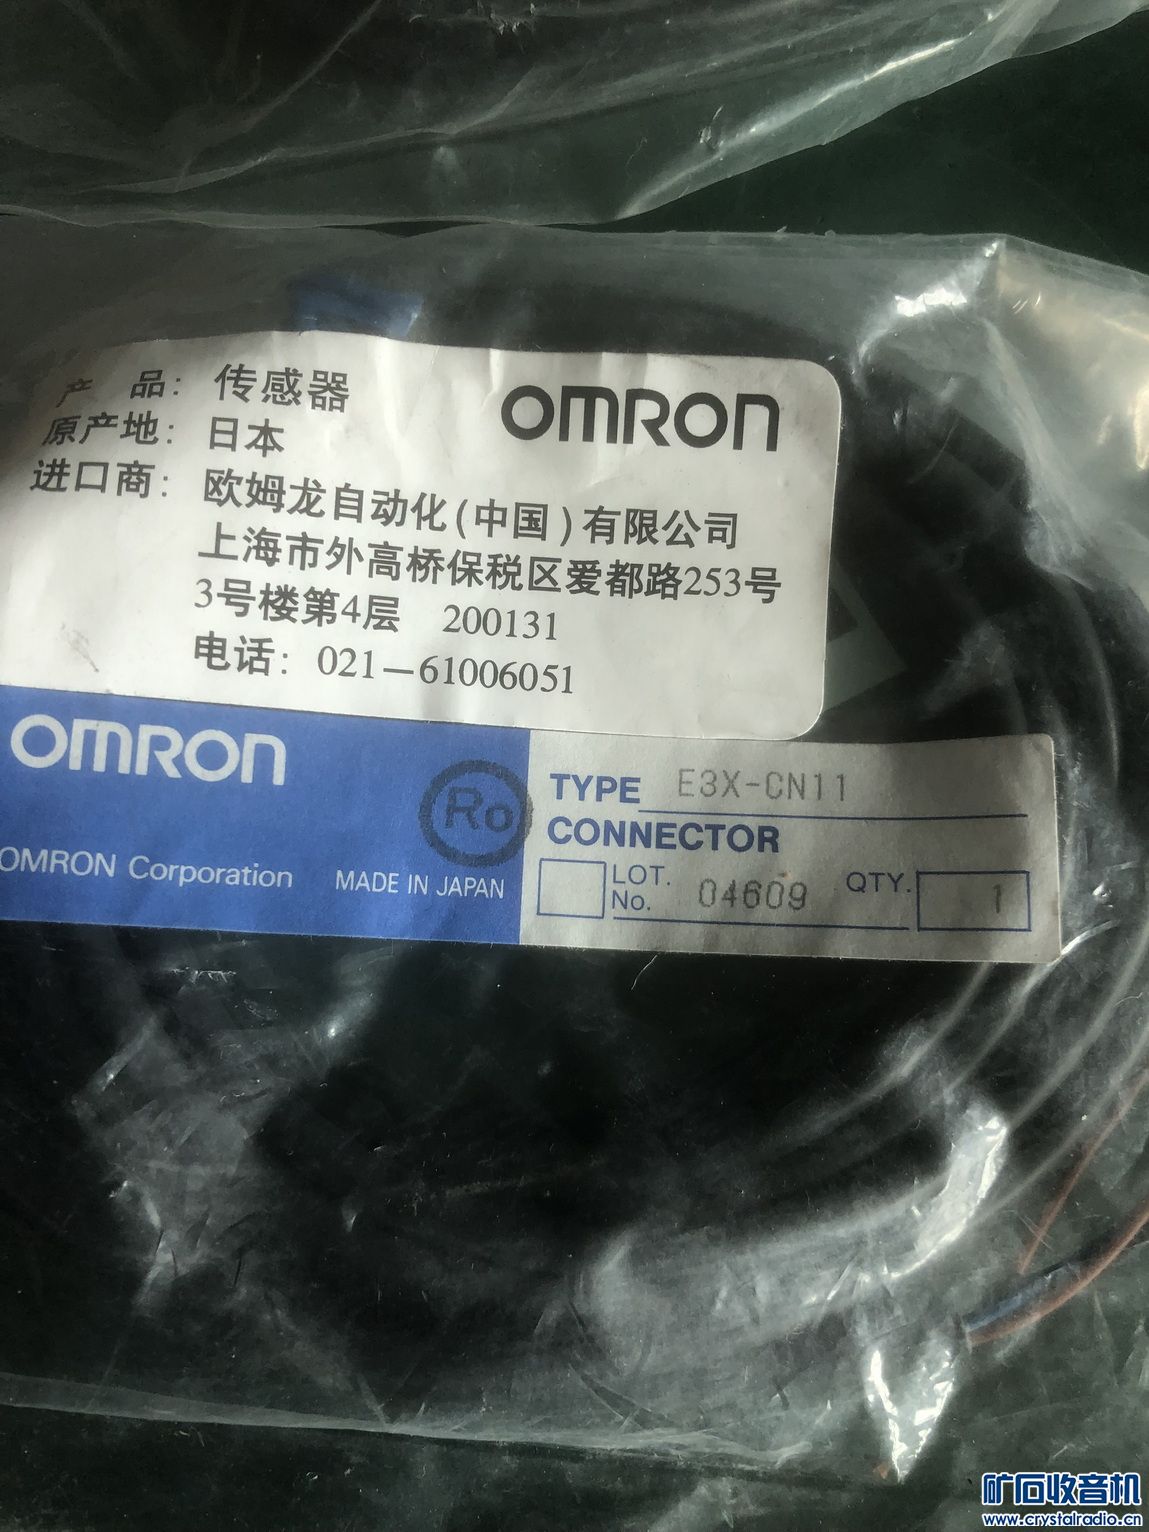 产 品: 传感器
OMRON
原产地: 日本
进口商: 欧姆龙自动化(中国)有限公司
上海市外高桥保税区爱都路253号
3号楼第4层 200131
电话: 021-61006051
OMRON
Ro
TYPE E3X-CN11
CONNECTOR
OMRON Corporation MADE IN JAPAN
LOT. No. 04609 QTY. 1
矿石收音机
www.crystalradio.cn